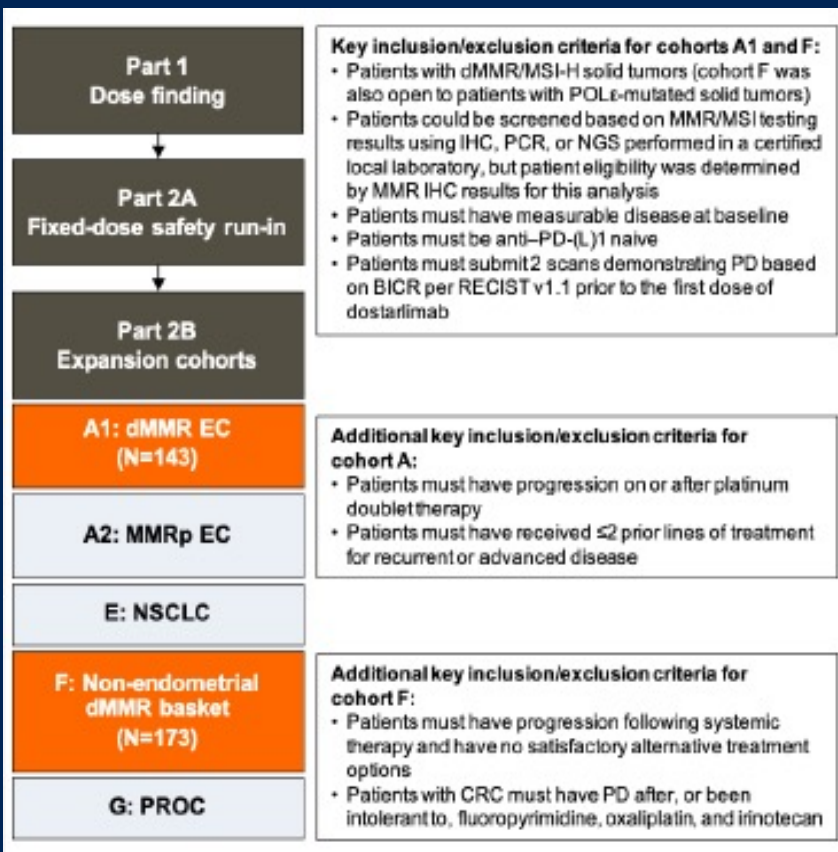 Part 1
Dose finding
Part 2A
Fixed-dose safety run-in
Part 2B
Expansion cohorts
A1: dMMR EC
(N=143)
A2: MMRp EC
E: NSCLC
F: Non-endometrial
dMMR basket
(N=173)
G: PROC
Key inclusion/exclusion criteria for cohorts A1 and F:
• Patients with dMMR/MSI-H solid tumors (cohort F was
also open to patients with POLε-mutated solid tumors)
• Patients could be screened based on MMR/MSI testing
results using IHC, PCR, or NGS performed in a certified
local laboratory, but patient eligibility was determined
by MMR IHC results for this analysis
• Patients must have measurable disease at baseline
• Patients must be anti–PD-(L)1 naive
• Patients must submit 2 scans demonstrating PD based
on BICR per RECIST v1.1 prior to the first dose of
dostarlimab
Additional key inclusion/exclusion criteria for
cohort A:
• Patients must have progression on or after platinum
doublet therapy
• Patients must have received ≤2 prior lines of treatment
for recurrent or advanced disease
Additional key inclusion/exclusion criteria for
cohort F:
• Patients must have progression following systemic
therapy and have no satisfactory alternative treatment
options
• Patients with CRC must have PD after, or been
intolerant to, fluoropyrimidine, oxaliplatin, and irinotecan